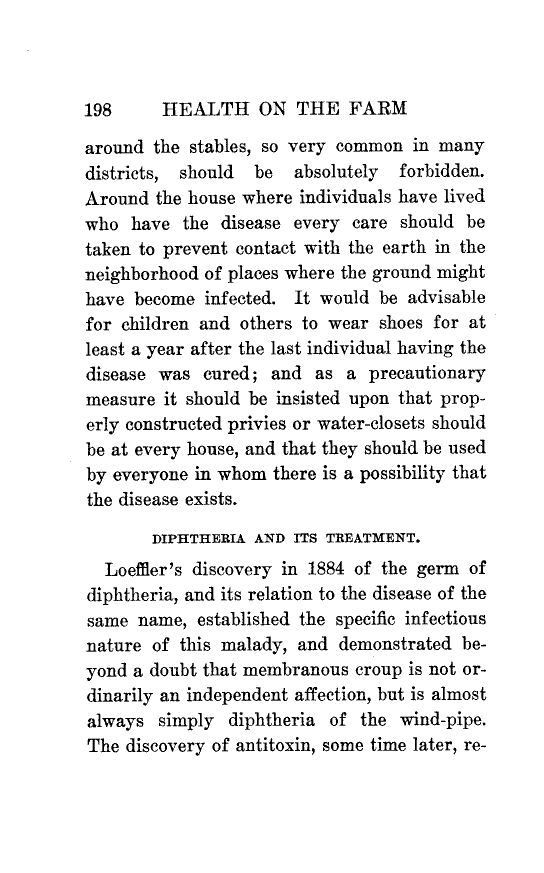 198 HEALTH ON THE FARM
around the stables, so very common in many
districts, should be absolutely forbidden.
Around the house where individuals have lived
who have the disease every care should be
taken to prevent contact with the earth in the
neighborhood of places where the ground might
have become infected. It would be advisable
for children and others to wear shoes for at
least a year after the last individual having the
disease was cured; and as a precautionary
measure it should be insisted upon that prop-
erly constructed privies or water-closets should
be at every house, and that they should be used
by everyone in whom there is a possibility that
the disease exists.
DIPHTHERIA AND ITS TREATMENT.
Loeffler's discovery in 1884 of the germ of
diphtheria, and its relation to the disease of the
same name, established the specific infectious
nature of this malady, and demonstrated be-
yond a doubt that membranous croup is not or-
dinarily an independent affection, but is almost
always simply diphtheria of the wind-pipe.
The discovery of antitoxin, some time later, re-